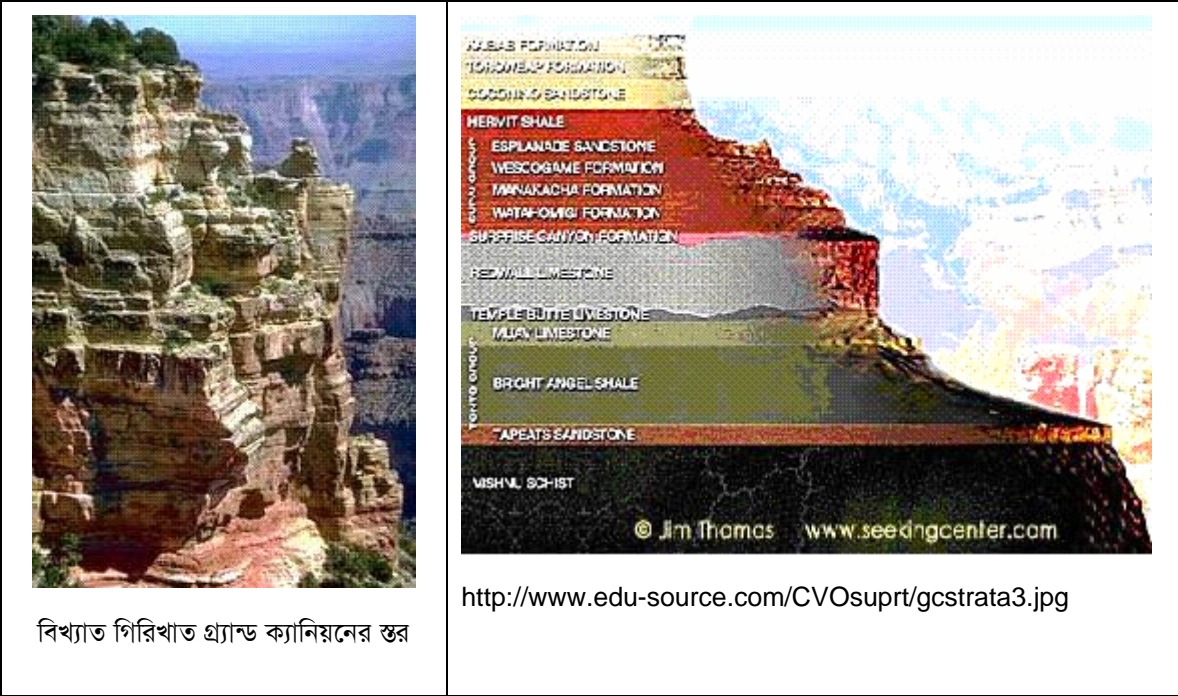 বিখ্যাত গিরিখাত গ্র্যান্ড ক্যানিয়নের স্তর
KAIBAB FORMATION
TOROWEAP FORMATION
COCONINO SANDSTONE
HERMIT SHALE
ESPLANADE SANDSTONE
WESCOGAME FORMATION
MANAKACHA FORMATION
WATAHOMIGI FORMATION
SURPRISE CANYON FORMATION
REDWALL LIMESTONE
TEMPLE BUTTE LIMESTONE
MUAV LIMESTONE
BRIGHT ANGEL SHALE
TAPEATS SANDSTONE
VISHNU SCHIST
© Jim Thomas www.seekingcenter.com
http://www.edu-source.com/CVOsuprt/gcstrata3.jpg